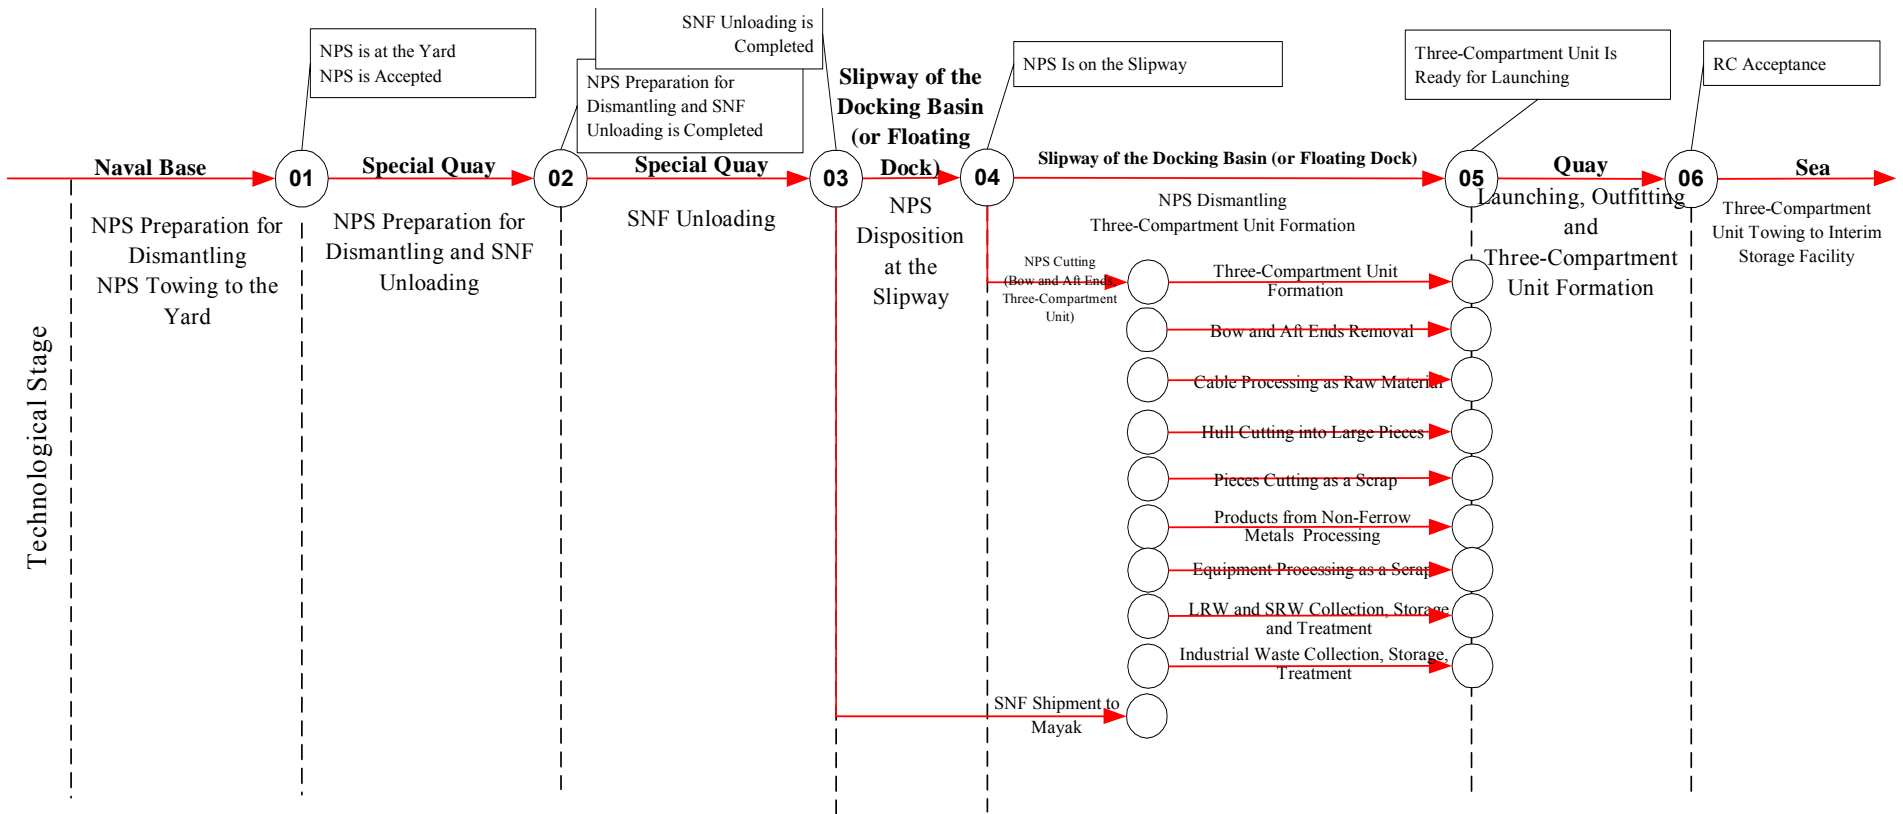 NPS is at the Yard
NPS is Accepted
SNF Unloading is
Completed
NPS Preparation for
Dismantling and SNF
Unloading is Completed
Slipway of the
Docking Basin
(or Floating
Dock)
NPS Is on the Slipway
Three-Compartment Unit Is
Ready for Launching
RC Acceptance
Naval Base
01
Special Quay
02
Special Quay
03
04
Slipway of the Docking Basin (or Floating Dock)
05
Quay
06
Sea
Technological Stage
NPS Preparation for
Dismantling
NPS Towing to the
Yard
NPS Preparation for
Dismantling and SNF
Unloading
SNF Unloading
NPS
Disposition
at the
Slipway
NPS Dismantling
Three-Compartment Unit Formation
Launching, Outfitting
and
Three-Compartment
Unit Formation
Three-Compartment
Unit Towing to Interim
Storage Facility
NPS Cutting
(Bow and Aft Ends,
Three-Compartment
Unit)
Three-Compartment Unit
Formation
Bow and Aft Ends Removal
Cable Processing as Raw Material
Hull Cutting into Large Pieces
Pieces Cutting as a Scrap
Products from Non-Ferrow
Metals Processing
Equipment Processing as a Scrap
LRW and SRW Collection, Storage
and Treatment
Industrial Waste Collection, Storage,
Treatment
SNF Shipment to
Mayak